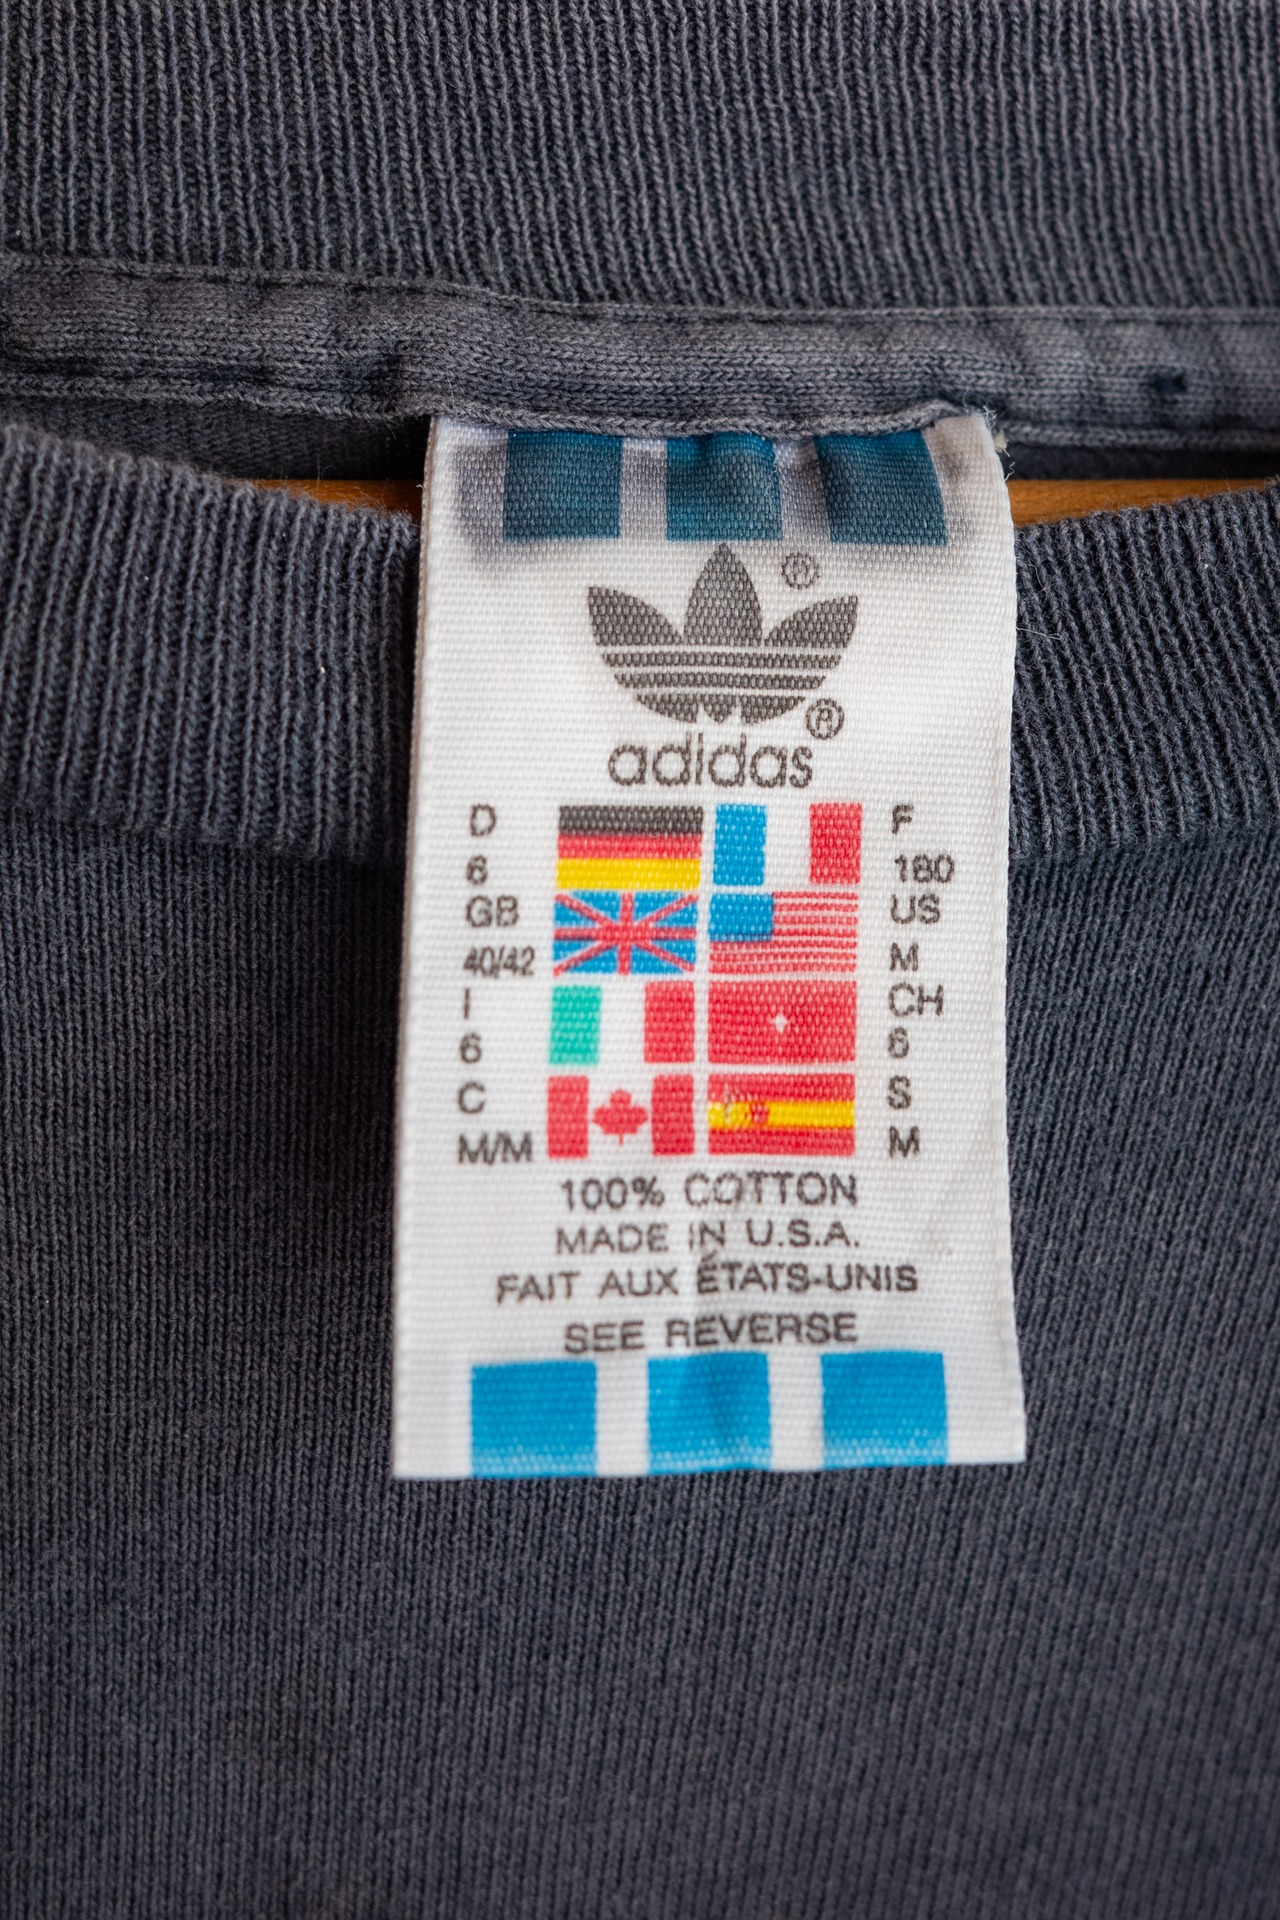 ®
®
adidas
D F
6 180
GB US
40/42 M
I CH
6 6
C S
M/M M
100% COTTON
MADE IN U.S.A.
FAIT AUX ÉTATS-UNIS
SEE REVERSE